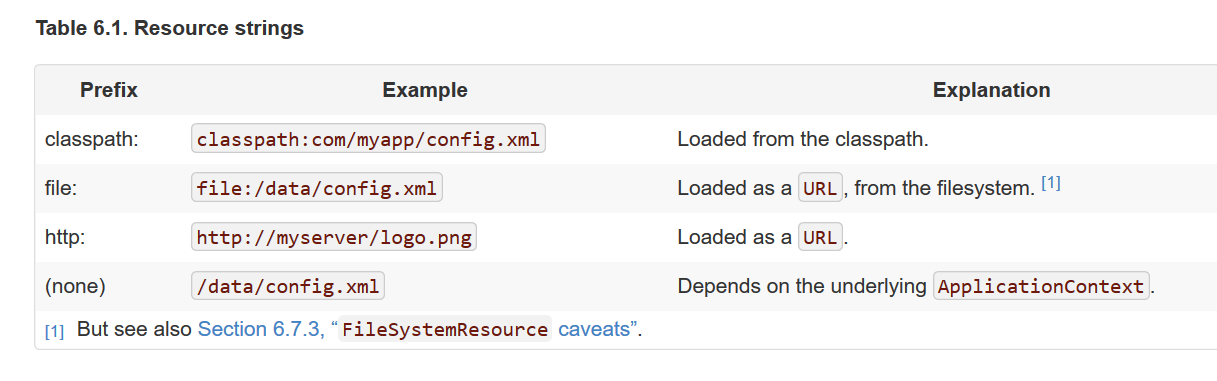 Table 6.1. Resource strings
Prefix Example Explanation
classpath: classpath:com/myapp/config.xml Loaded from the classpath.
file: file:/data/config.xml Loaded as a URL, from the filesystem. [1]
http: http://myserver/logo.png Loaded as a URL.
(none) /data/config.xml Depends on the underlying ApplicationContext.
[1] But see also Section 6.7.3, “FileSystemResource caveats”.